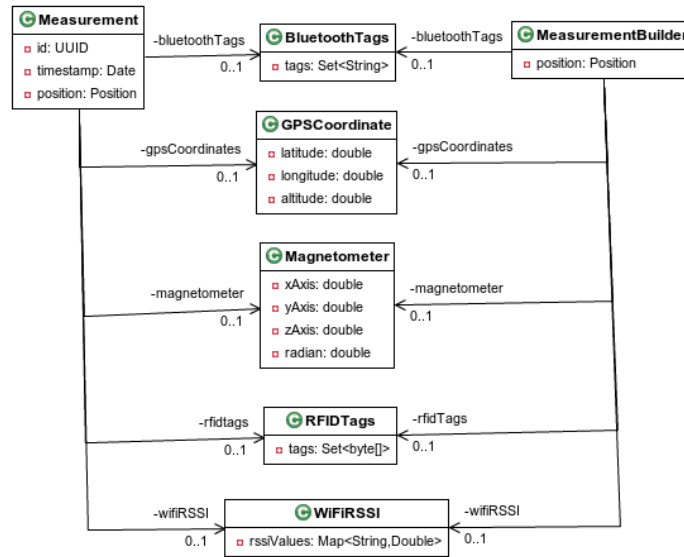 C Measurement
id: UUID
timestamp: Date
position: Position
-bluetoothTags
0..1
C BluetoothTags
tags: Set<String>
-bluetoothTags
0..1
C MeasurementBuilder
position: Position
-gpsCoordinates
0..1
C GPSCoordinate
latitude: double
longitude: double
altitude: double
-gpsCoordinates
0..1
-magnetometer
0..1
C Magnetometer
xAxis: double
yAxis: double
zAxis: double
radian: double
-magnetometer
0..1
-rfidtags
0..1
C RFIDTags
tags: Set<byte[]>
-rfidTags
0..1
-wifiRSSI
0..1
C WiFiRSSI
rssiValues: Map<String,Double>
-wifiRSSI
0..1